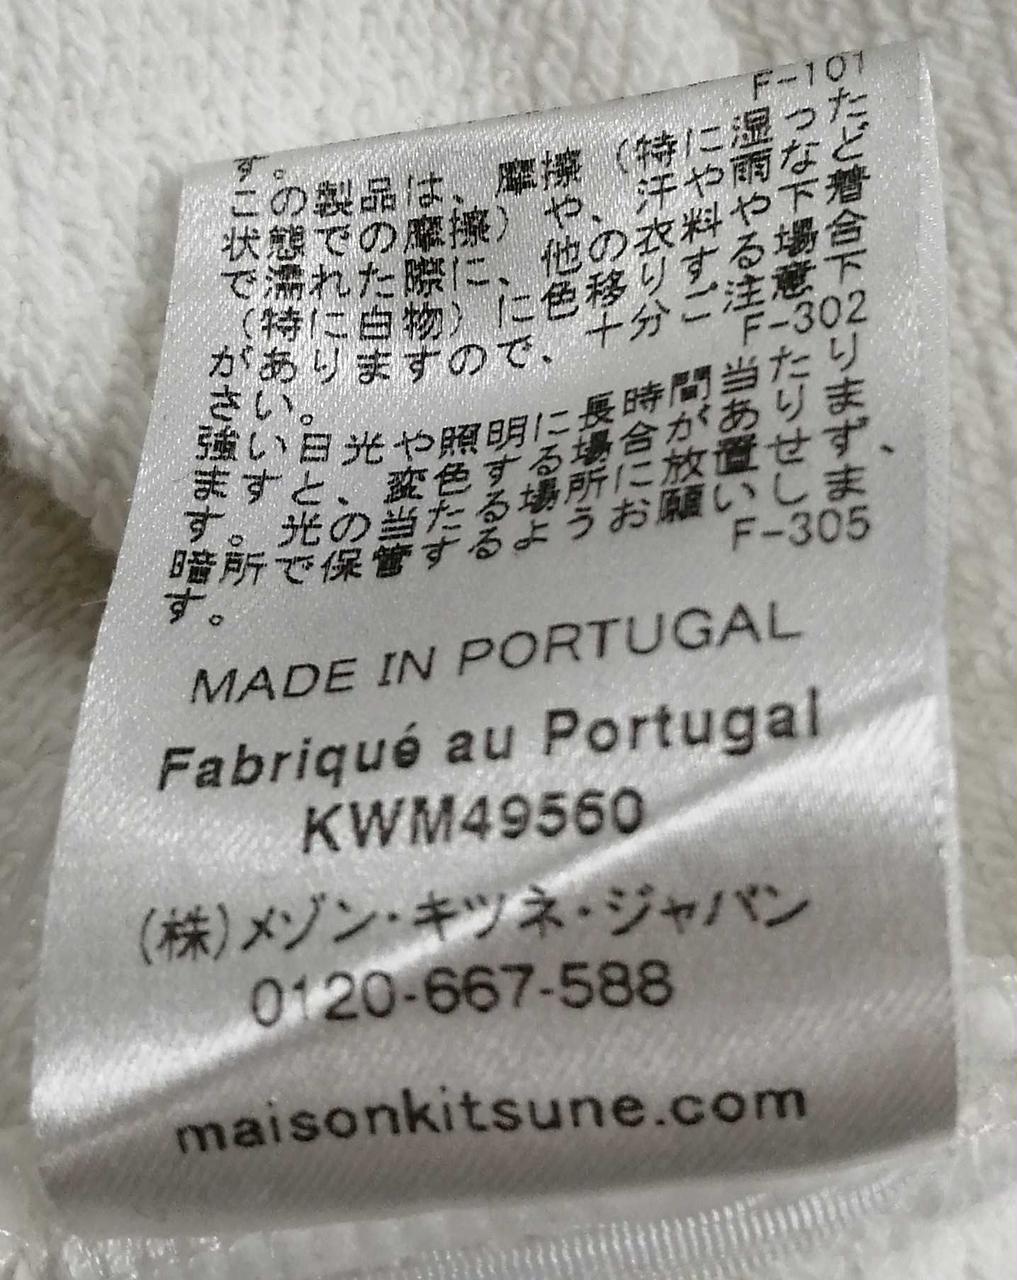 す。 F-101
この製品は、摩擦（特に湿った
状態での摩擦）や、汗や雨など
で濡れた際に、他の衣料や下着
（特に白物）に色移りする場合
がありますので、十分ご注意下
さい。 F-302
強い日光や照明に長時間当たり
ますと、変色する場合がありま
す。光の当たる場所に放置せず、
暗所で保管するようお願いしま
す。 F-305
MADE IN PORTUGAL
Fabriqué au Portugal
KWM49560
(株)メゾン・キツネ・ジャパン
0120-667-588
maisonkitsune.com